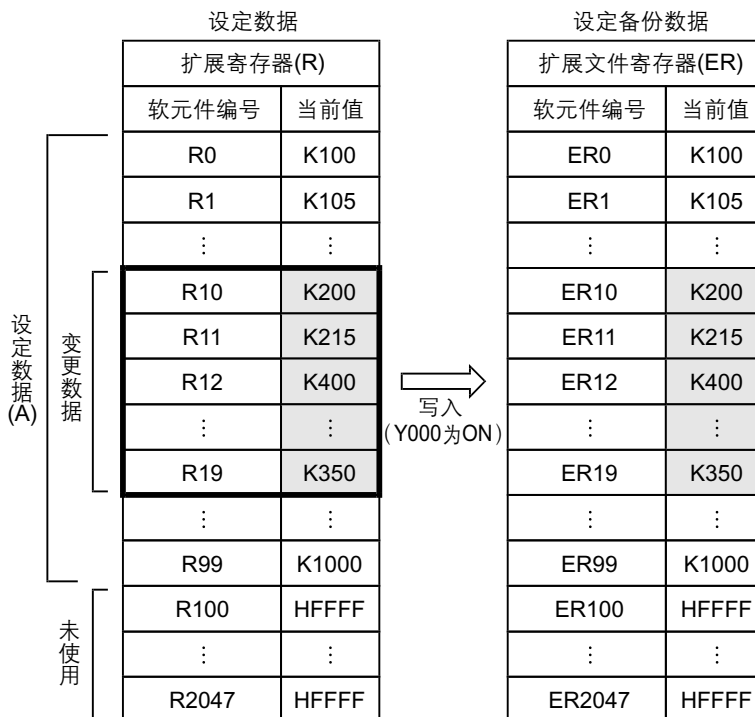 设定数据
设定备份数据
扩展寄存器(R)
扩展文件寄存器(ER)
软元件编号 当前值
软元件编号 当前值
R0 K100
ER0 K100
R1 K105
ER1 K105
⋮ ⋮
⋮ ⋮
R10 K200
ER10 K200
R11 K215
ER11 K215
R12 K400
ER12 K400
⋮ ⋮
⋮ ⋮
R19 K350
ER19 K350
⋮ ⋮
⋮ ⋮
R99 K1000
ER99 K1000
R100 HFFFF
ER100 HFFFF
⋮ ⋮
⋮ ⋮
R2047 HFFFF
ER2047 HFFFF
设定数据
(A)
变更数据
未使用
写入
(Y000为ON)